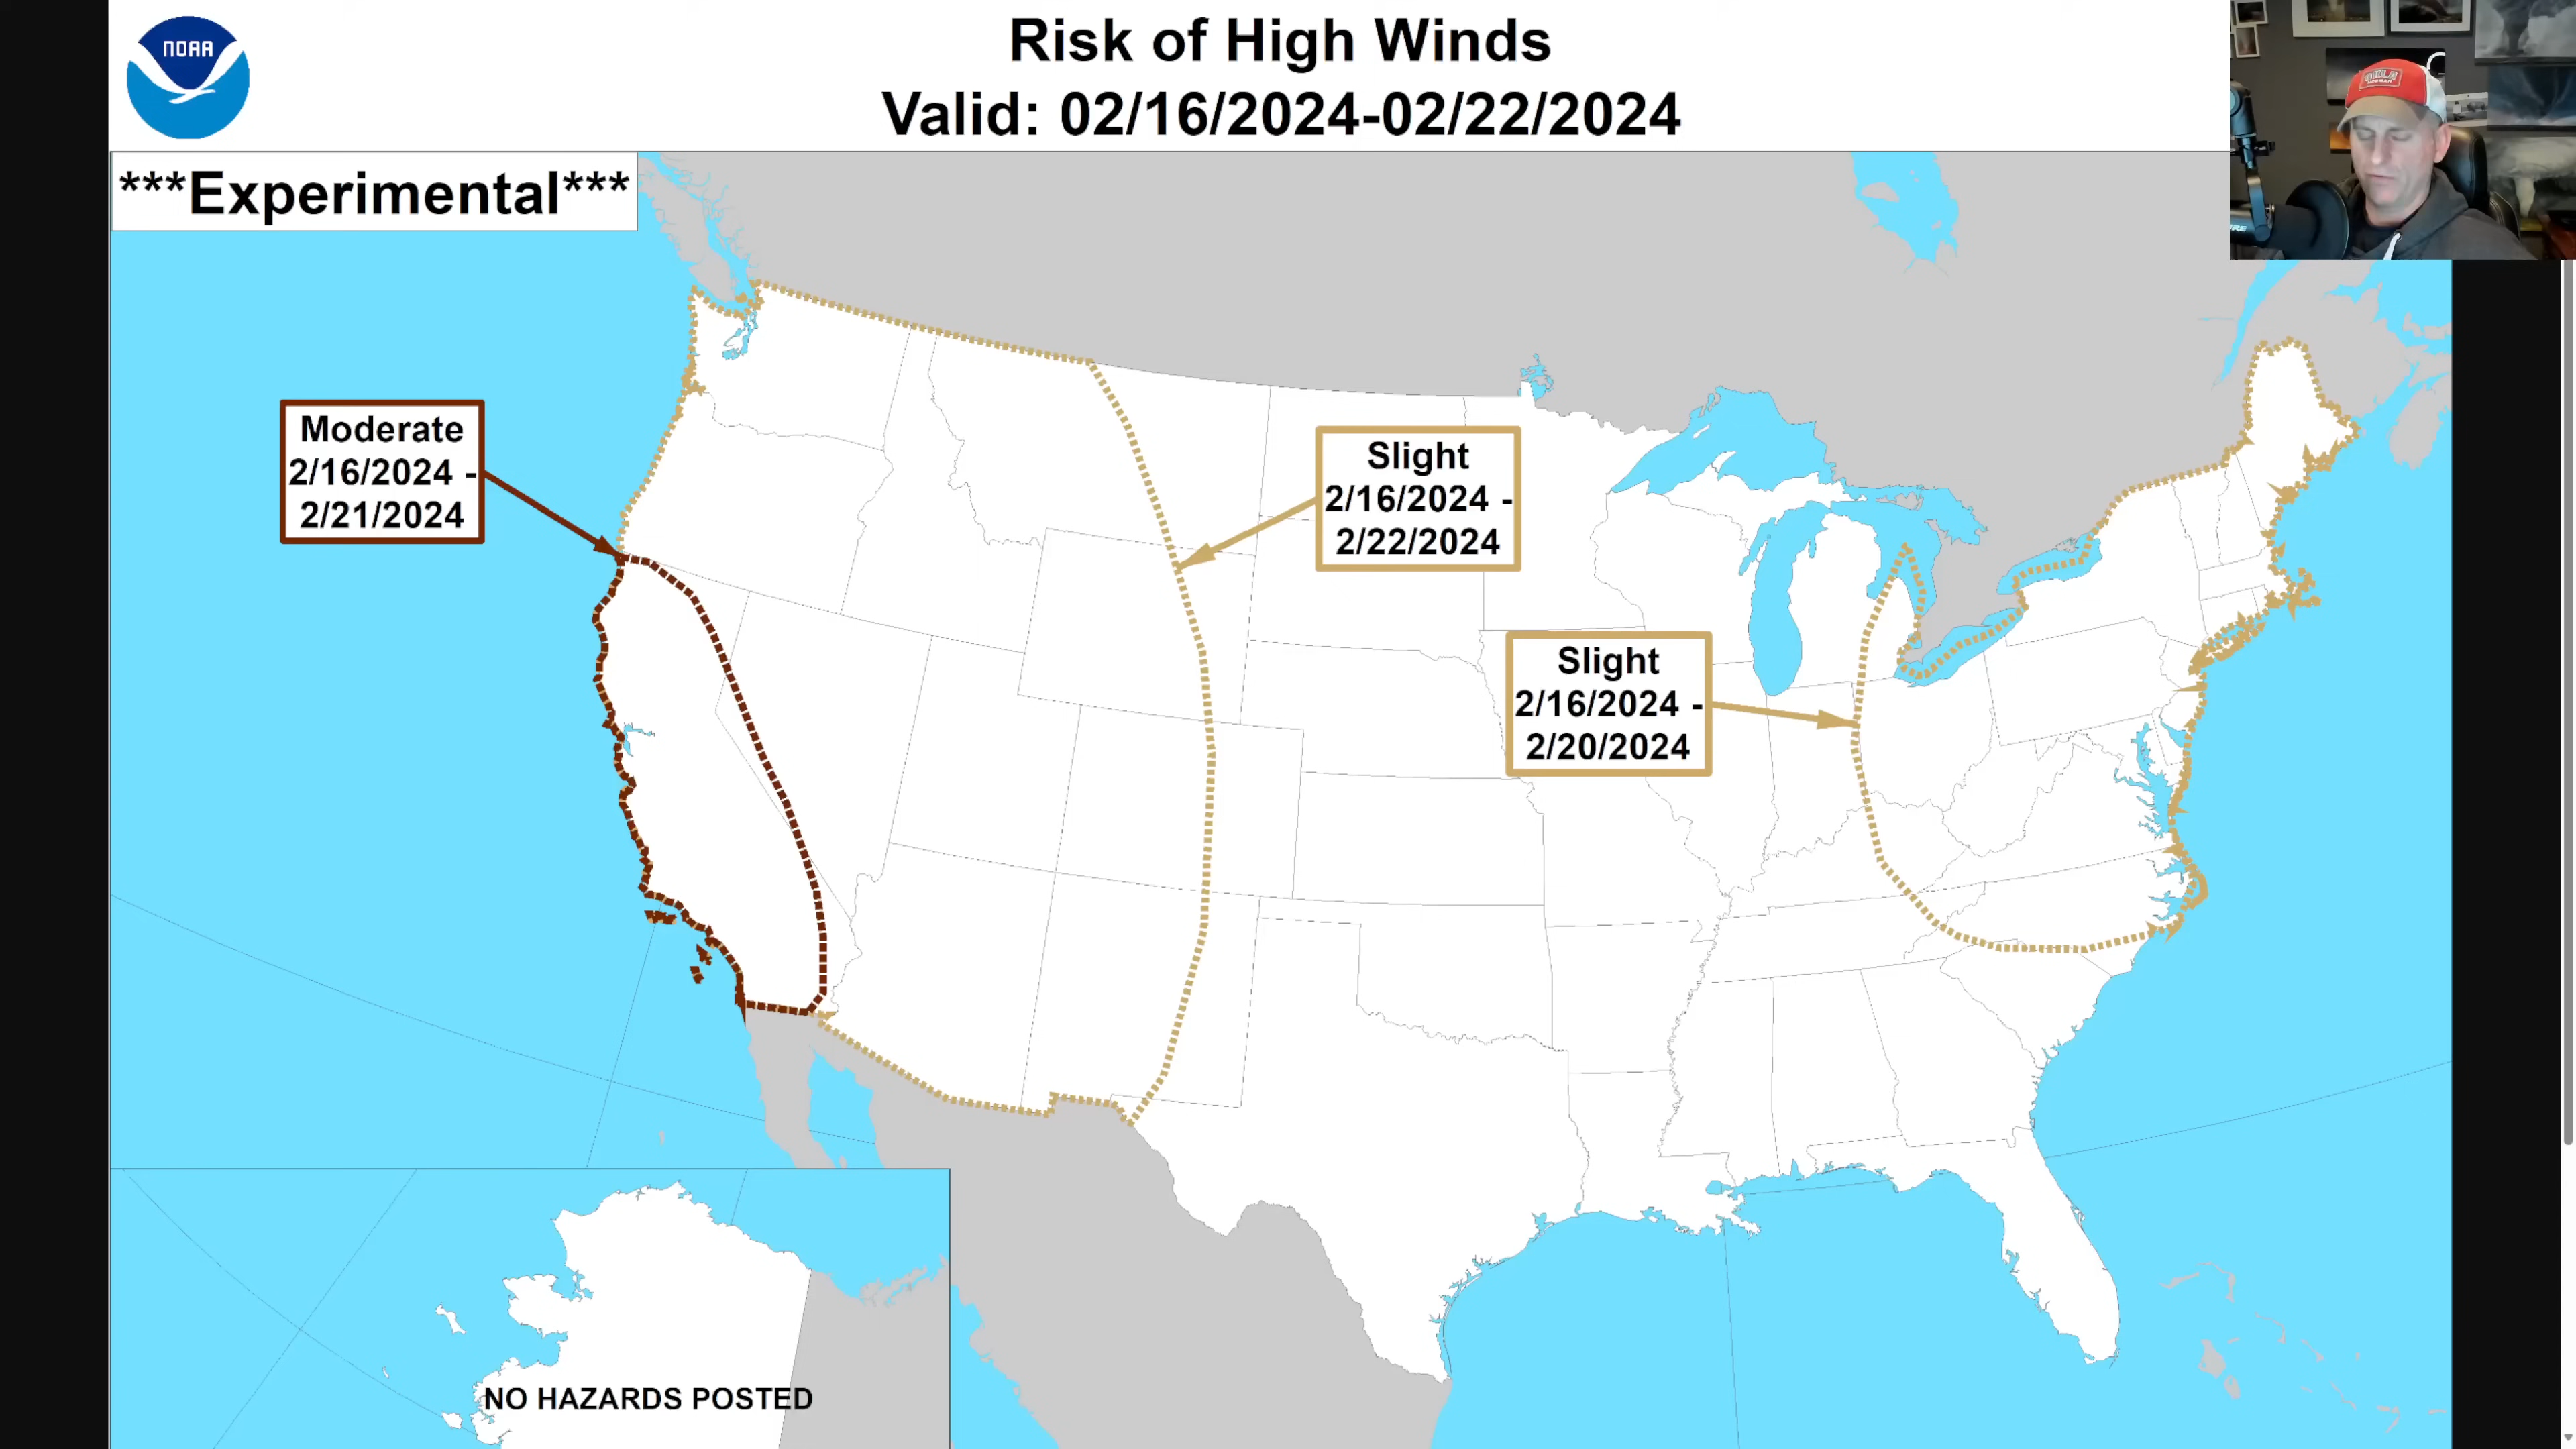 NOAA
Risk of High Winds
Valid: 02/16/2024-02/22/2024
***Experimental***
Moderate
2/16/2024 -
2/21/2024
Slight
2/16/2024 -
2/22/2024
Slight
2/16/2024 -
2/20/2024
NO HAZARDS POSTED